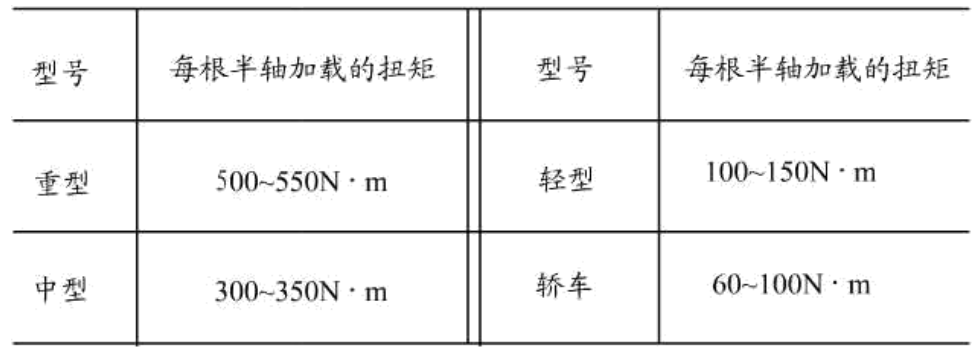 型号 每根半轴加载的扭矩 型号 每根半轴加载的扭矩
重型 500~550N·m 轻型 100~150N·m
中型 300~350N·m 轿车 60~100N·m